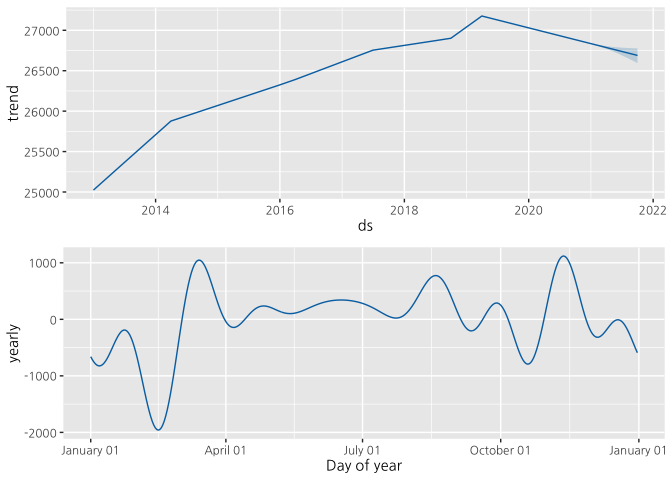 27000
26500
26000
25500
25000
trend
2014 2016 2018 2020 2022
ds
1000
0
-1000
-2000
yearly
January 01 April 01 July 01 October 01 January 01
Day of year